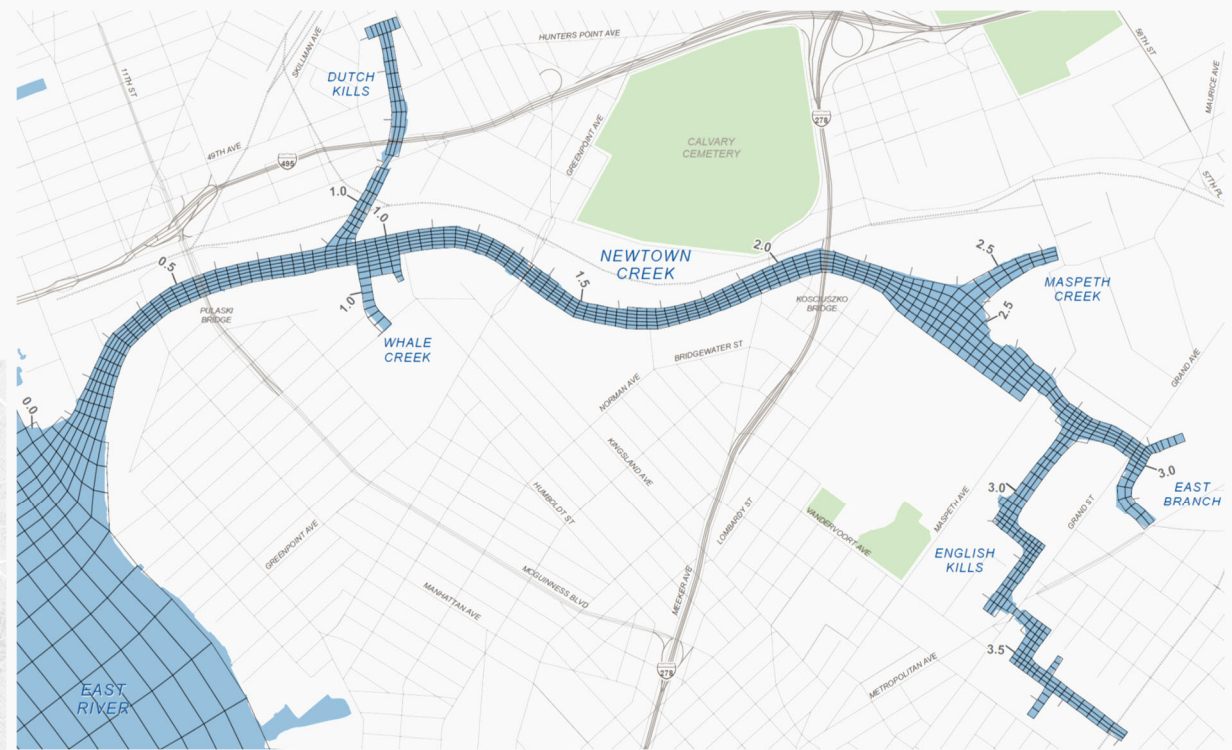 HUNTERS POINT AVE
SKILLMAN AVE
11TH ST
DUTCH
KILLS
56TH ST
MAURICE AVE
278
GREENPOINT AVE
CALVARY
CEMETERY
49TH AVE
495
57TH PL
1.0
1.0
0.5
NEWTOWN
CREEK
2.0
2.5
MASPETH
CREEK
1.5
1.0
2.5
PULASKI
BRIDGE
KOSCIUSZKO
BRIDGE
WHALE
CREEK
BRIDGEWATER ST
GRAND AVE
NORMAN AVE
0.0
KINGSLAND AVE
3.0
EAST
BRANCH
3.0
HUMBOLDT ST
LOMBARDY ST
VANDERVOORT AVE
MASPETH AVE
GRAND ST
GREENPOINT AVE
ENGLISH
KILLS
MCGUINNESS BLVD
MANHATTAN AVE
MEEKER AVE
3.5
278
METROPOLITAN AVE
EAST
RIVER